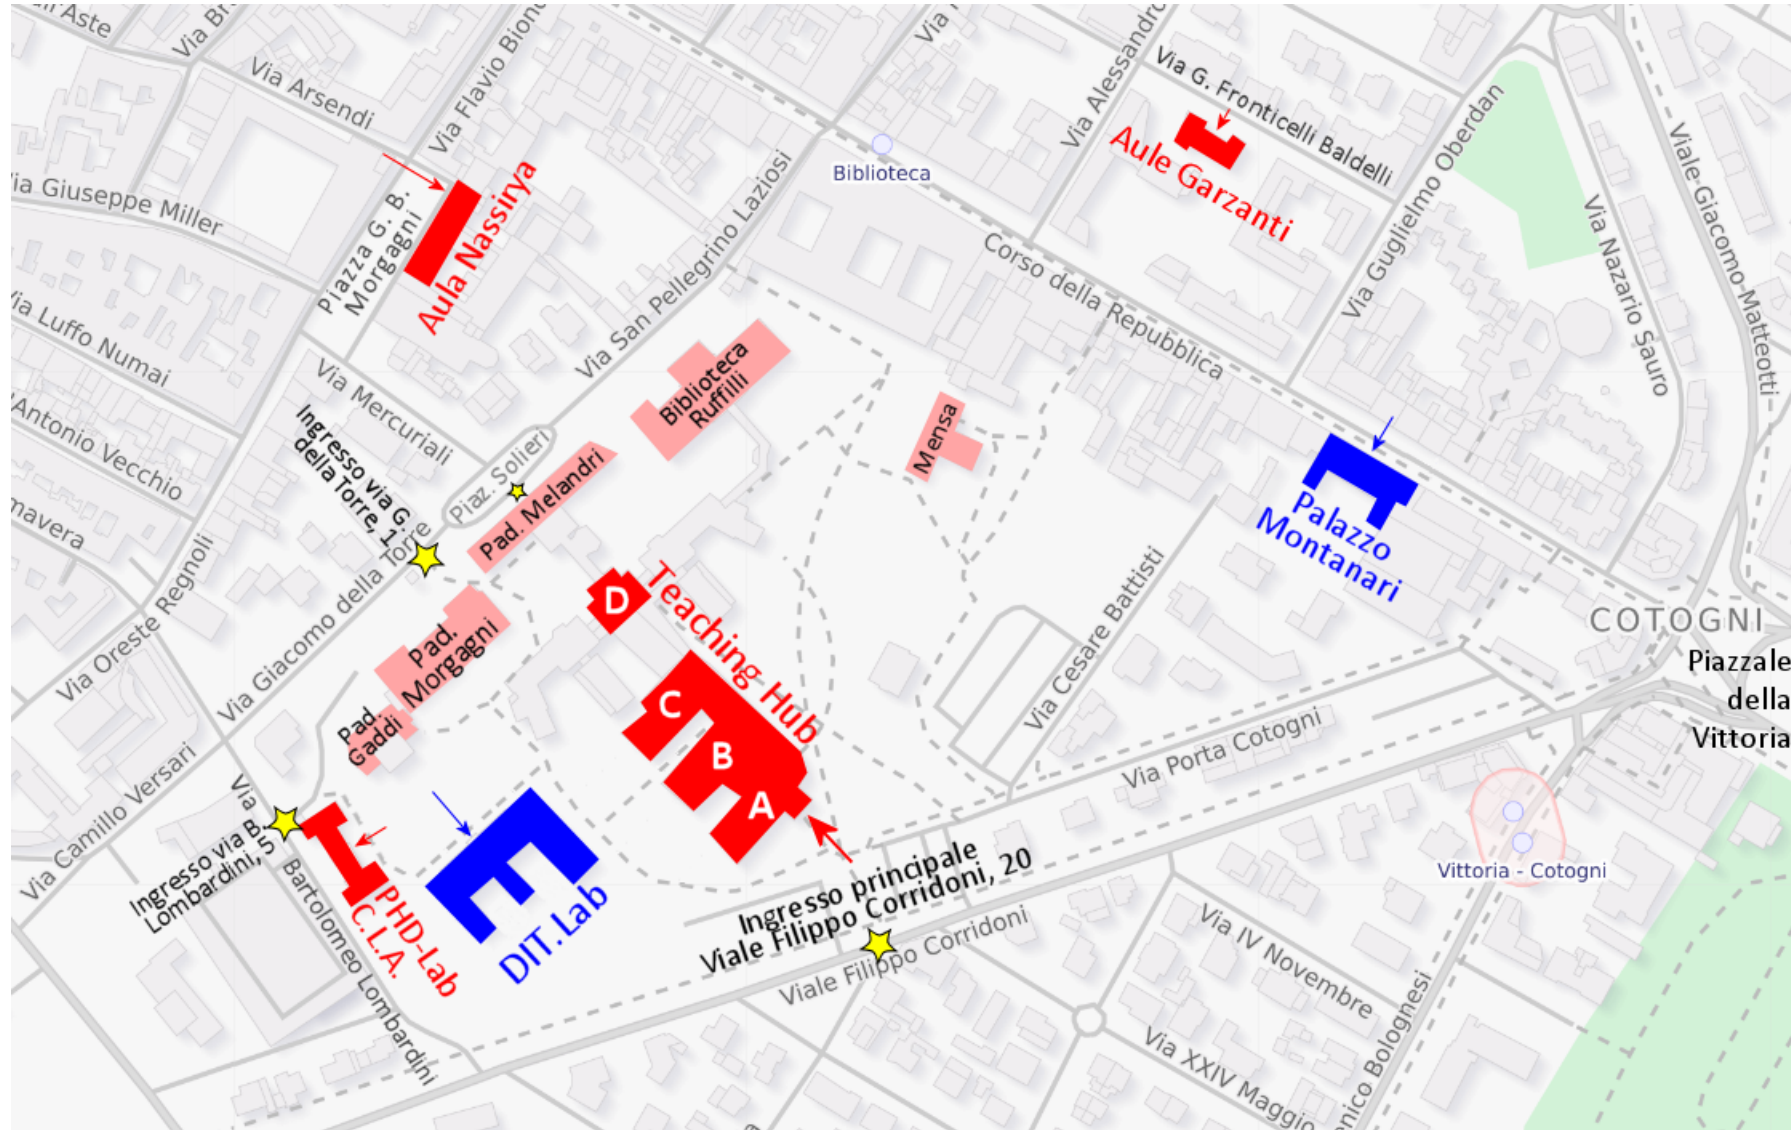 Via Arsendi
Via Flavio Bion
Via Giuseppe Miller
Piazza G. B.
Morgagni
Aula Nassirya
Via San Pellegrino Laziosi
Biblioteca
Via Alessandro
Via G. Fronticelli Baldelli
Aule Garzanti
Via Guglielmo Oberdan
Via Nazzario Sauro
Viale Giacomo Matteotti
Corso della Repubblica
Via Luffo Numai
Antonio Vecchio
Via Mercuriali
Ingresso via G.
della Torre, 1
Piaz. Solieri
Biblioteca
Ruffilli
Mensa
Pad. Melandri
Palazzo
Montanari
Via Oreste Regnoli
Via Giacomo della Torre
D
Teaching Hub
C
B
A
Pad.
Morgagni
Pad.
Gaddi
Via Cesare Battisti
COTOGNI
Piazzale
della
Vittoria
Via Porta Cotogni
Via Camillo Versari
Via Bartolomeo Lombardini
Ingresso via B.
Lombardini, 5
PHD-Lab
C.L.A.
DIT. Lab
Ingresso principale
Viale Filippo Corridoni, 20
Viale Filippo Corridoni
Vittoria - Cotogni
Via IV Novembre
Via XXIV Maggio
enico Bolognesi